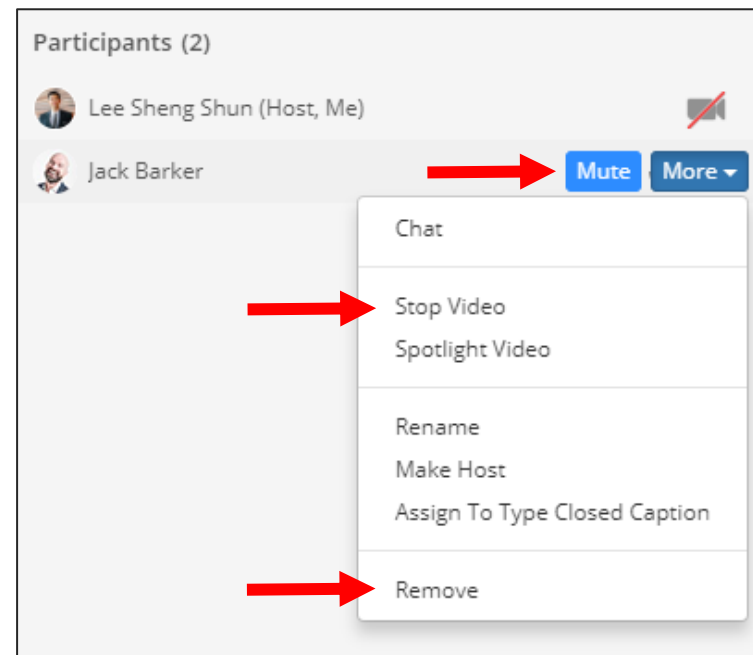 Participants (2)
Lee Sheng Shun (Host, Me)
Jack Barker Mute More
Chat
Stop Video
Spotlight Video
Rename
Make Host
Assign To Type Closed Caption
Remove